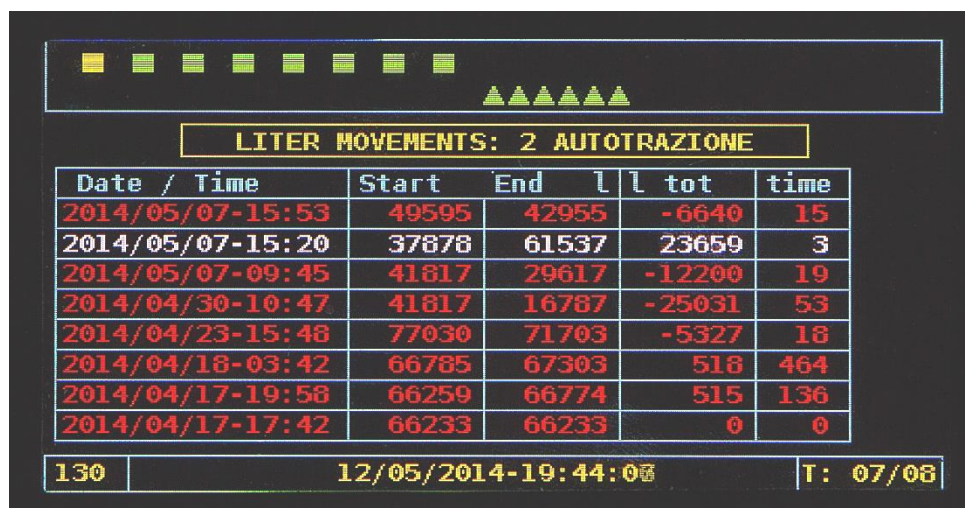 LITER MOVEMENTS: 2 AUTOTRAZIONE
Date / Time Start End l l tot time
2014/05/07-15:53 49595 42955 -6640 15
2014/05/07-15:20 37878 61537 23659 3
2014/05/07-09:45 41817 29617 -12200 19
2014/04/30-10:47 41817 16787 -25031 53
2014/04/23-15:48 77030 71703 -5327 18
2014/04/18-03:42 66785 67303 518 464
2014/04/17-19:58 66259 66774 515 136
2014/04/17-17:42 66233 66233 0 0
130 T: 07/08